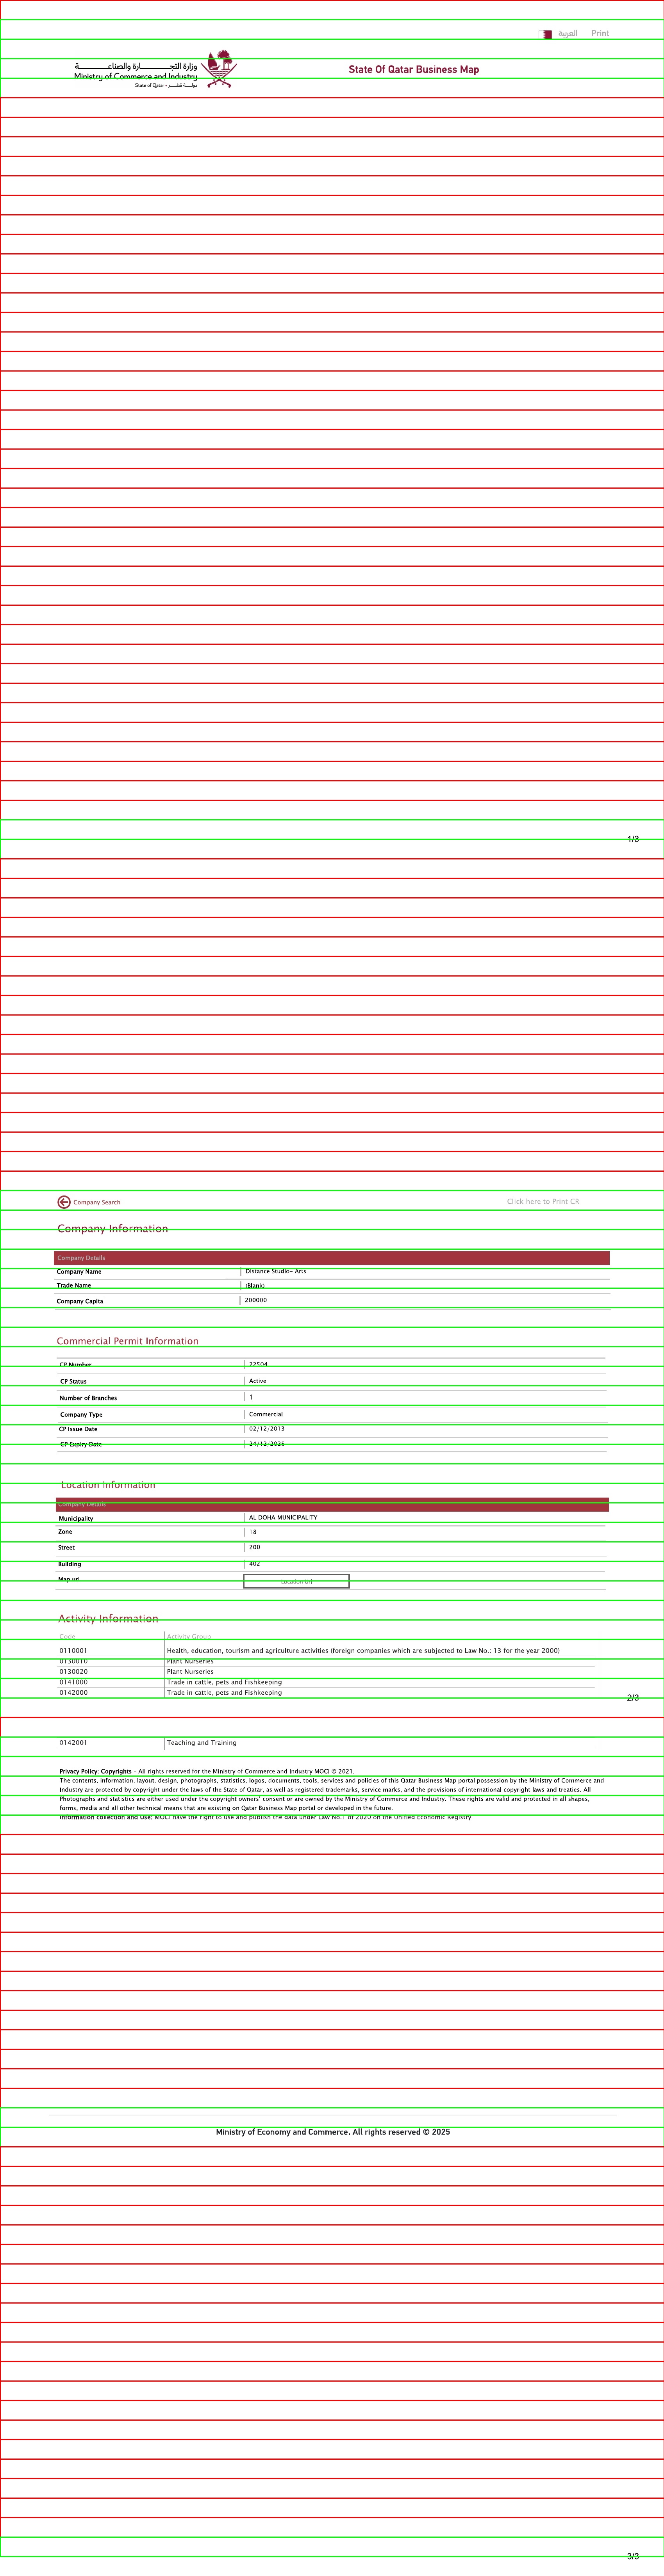 العربية Print
وزارة التجـــــــارة والصناعـــــــة
Ministry of Commerce and Industry
State of Qatar • دولـــــة قطـــــر
State Of Qatar Business Map
1/3
Company Search Click here to Print CR
Company Information
Company Details
Company Name Distance Studio- Arts
Trade Name (Blank)
Company Capital 200000
Commercial Permit Information
CP Number 22504
CP Status Active
Number of Branches 1
Company Type Commercial
CP Issue Date 02/12/2013
CP Expiry Date 24/12/2025
Location Information
Company Details
Municipality AL DOHA MUNICIPALITY
Zone 18
Street 200
Building 402
Map url Location Url
Activity Information
Code Activity Group
0110001 Health, education, tourism and agriculture activities (foreign companies which are subjected to Law No.: 13 for the year 2000)
0130010 Plant Nurseries
0130020 Plant Nurseries
0141000 Trade in cattle, pets and Fishkeeping
0142000 Trade in cattle, pets and Fishkeeping
2/3
0142001 Teaching and Training
Privacy Policy: Copyrights - All rights reserved for the Ministry of Commerce and Industry MOCI © 2021.
The contents, information, layout, design, photographs, statistics, logos, documents, tools, services and policies of this Qatar Business Map portal possession by the Ministry of Commerce and
Industry are protected by copyright under the laws of the State of Qatar, as well as registered trademarks, service marks, and the provisions of international copyright laws and treaties. All
Photographs and statistics are either used under the copyright owners' consent or are owned by the Ministry of Commerce and Industry. These rights are valid and protected in all shapes,
forms, media and all other technical means that are existing on Qatar Business Map portal or developed in the future.
Information collection and Use: MOCI have the right to use and publish the data under Law No.1 of 2020 on the Unified Economic Registry
Ministry of Economy and Commerce, All rights reserved © 2025
3/3